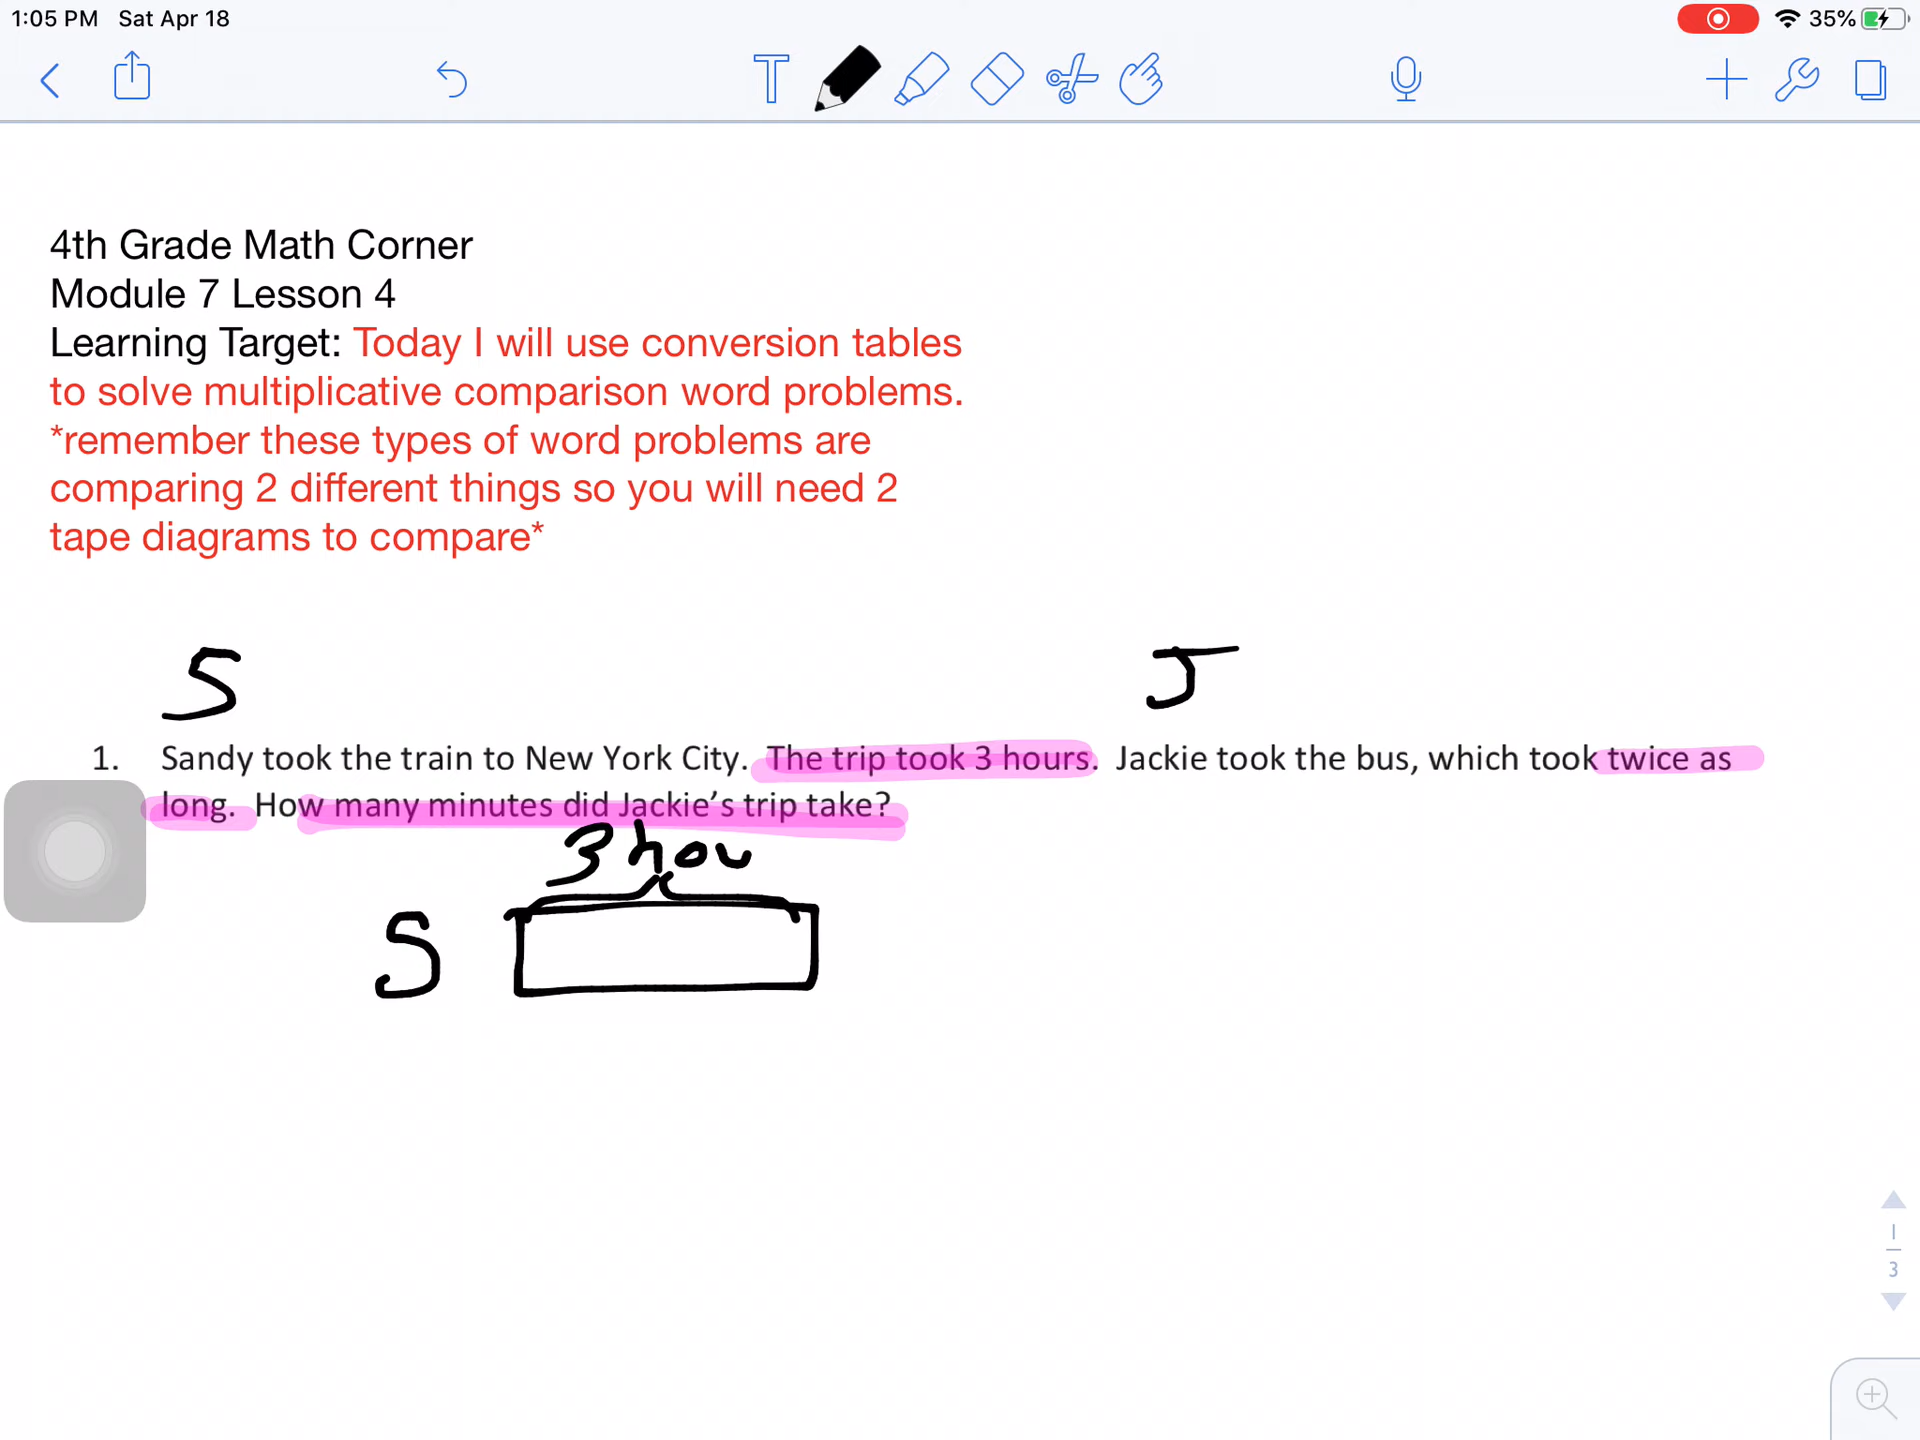 1:05 PM Sat Apr 18
35%
T
4th Grade Math Corner
Module 7 Lesson 4
Learning Target: Today I will use conversion tables
to solve multiplicative comparison word problems.
*remember these types of word problems are
comparing 2 different things so you will need 2
tape diagrams to compare*
S J
1. Sandy took the train to New York City. The trip took 3 hours. Jackie took the bus, which took twice as
long. How many minutes did Jackie's trip take?
3 hou
S
1
3